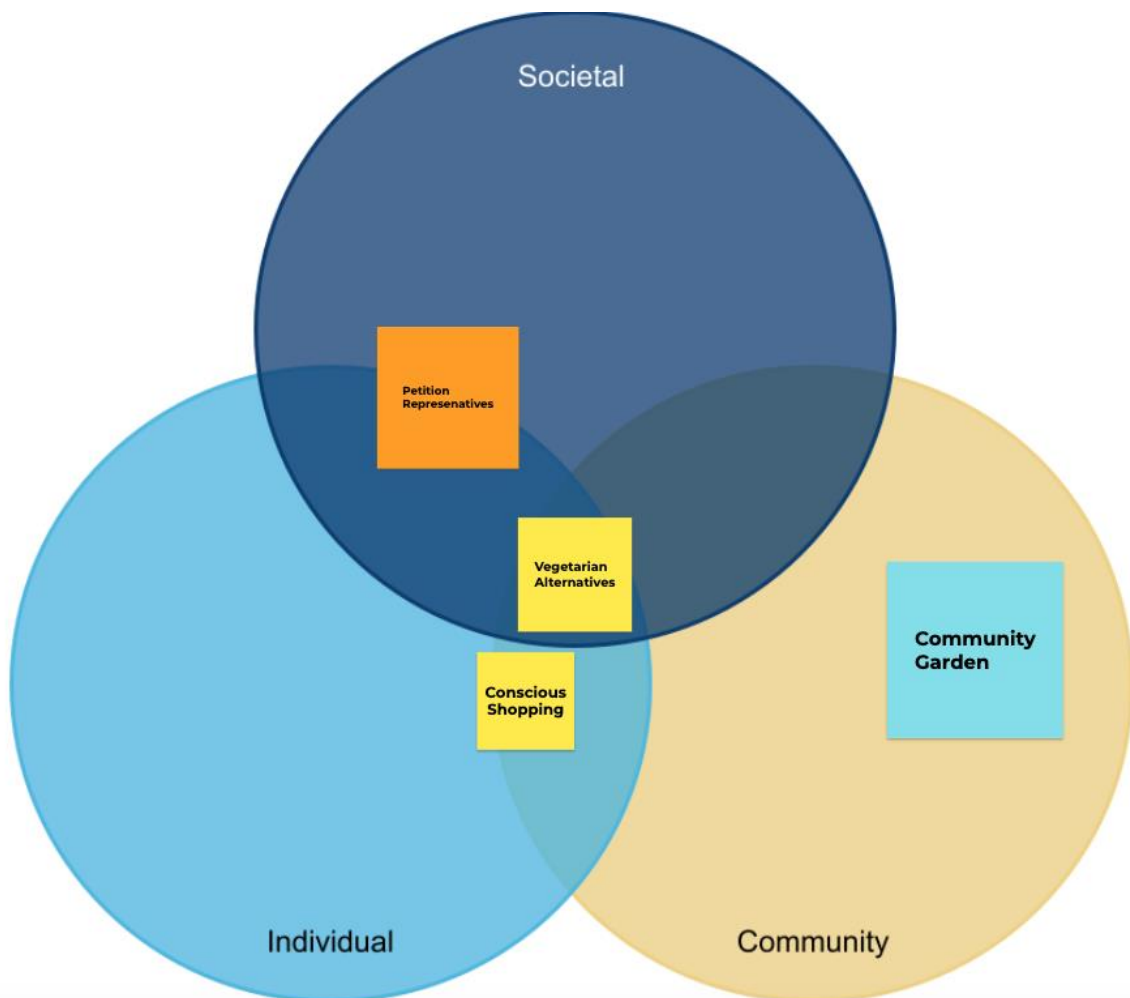 Societal
Petition
Represenatives
Vegetarian
Alternatives
Community
Garden
Conscious
Shopping
Individual
Community